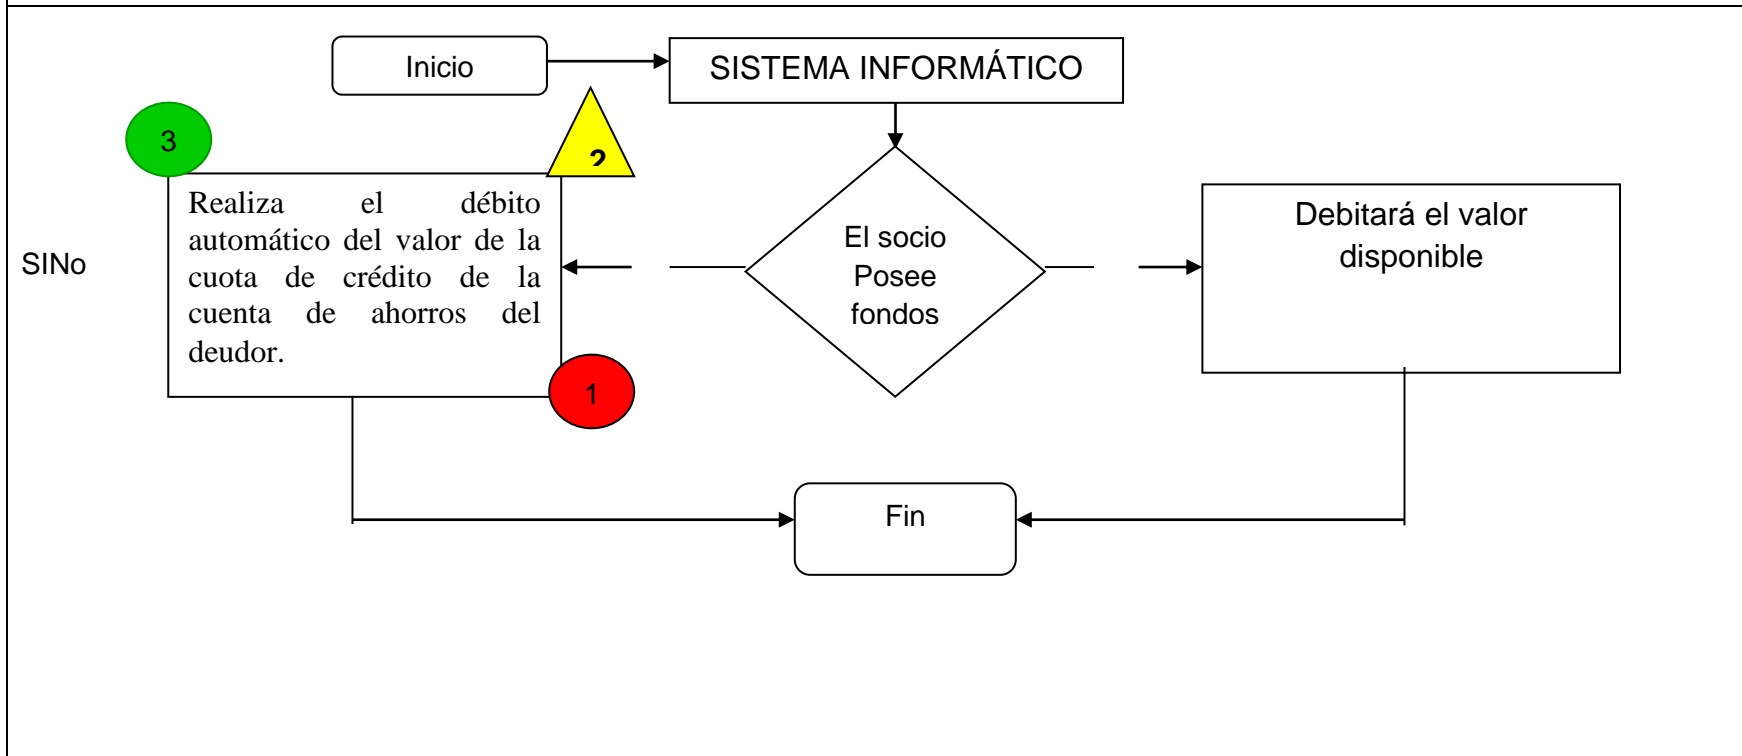 Inicio
SISTEMA INFORMÁTICO
3
2
Realiza el débito
automático del valor de la
cuota de crédito de la
cuenta de ahorros del
deudor.
1
SINo
El socio
Posee
fondos
Debitará el valor
disponible
Fin